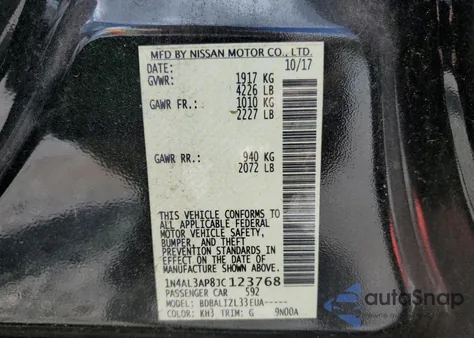 MFD BY NISSAN MOTOR CO., LTD.
DATE: 10/17
GVWR: 1917 KG
4226 LB
GAWR FR.: 1010 KG
2227 LB
GAWR RR.: 940 KG
2072 LB
THIS VEHICLE CONFORMS TO
ALL APPLICABLE FEDERAL
MOTOR VEHICLE SAFETY,
BUMPER, AND THEFT
PREVENTION STANDARDS IN
EFFECT ON THE DATE OF
MANUFACTURE SHOWN ABOVE.
1N4AL3AP8JC123768
PASSENGER CAR 592
MODEL: BDBALIZL33EUA-----
COLOR: KH3 TRIM: G 9N00A
autoSnap